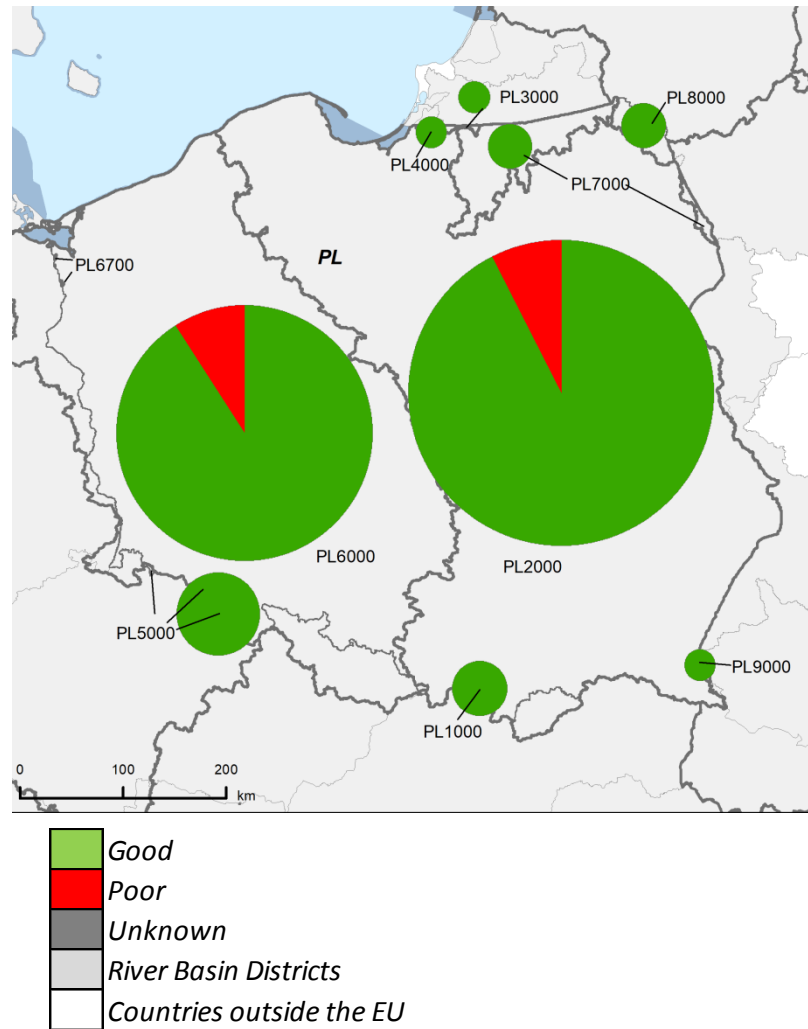 PL3000
PL8000
PL4000
PL7000
PL
PL6700
PL6000
PL2000
PL5000
PL9000
PL1000
0 100 200
km
Good
Poor
Unknown
River Basin Districts
Countries outside the EU